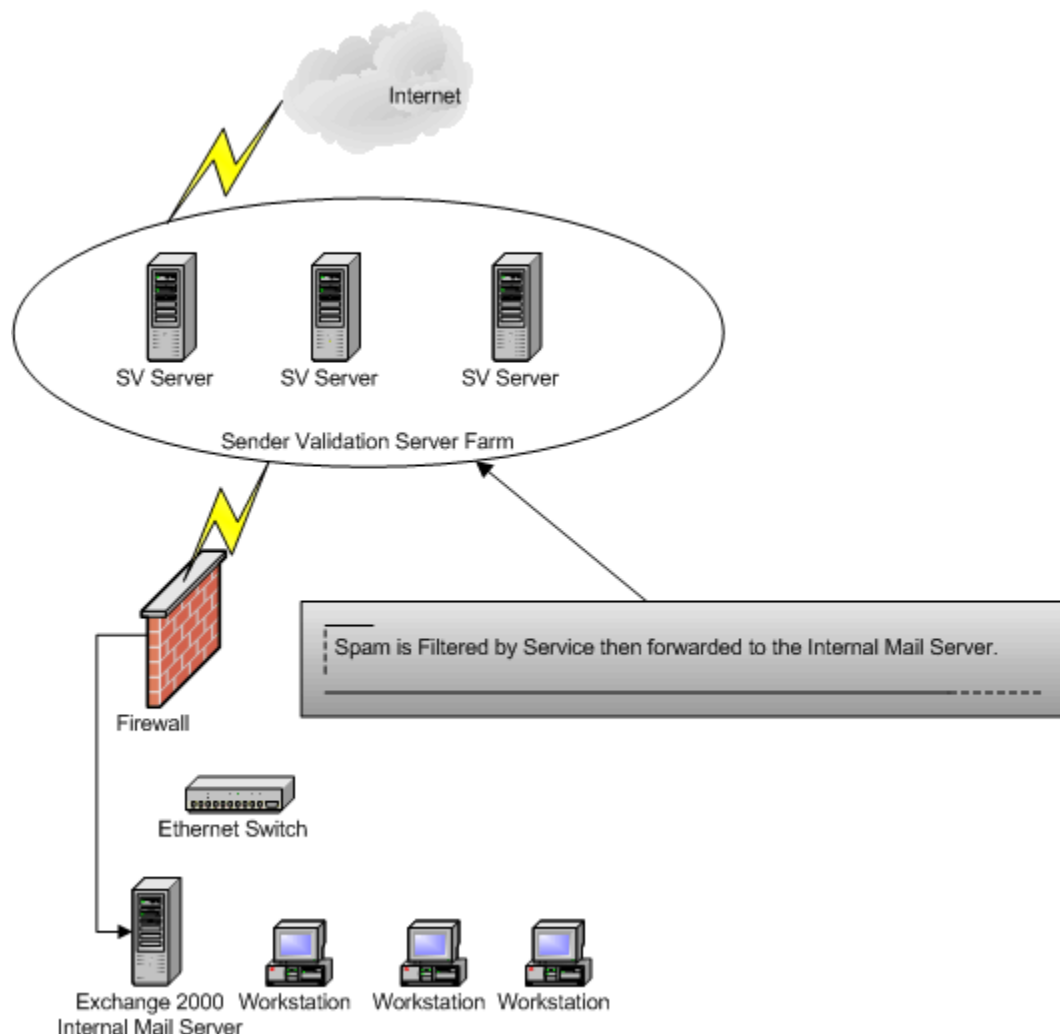 Internet
SV Server
SV Server
SV Server
Sender Validation Server Farm
Spam is Filtered by Service then forwarded to the Internal Mail Server.
Firewall
Ethernet Switch
Exchange 2000
Internal Mail Server
Workstation
Workstation
Workstation